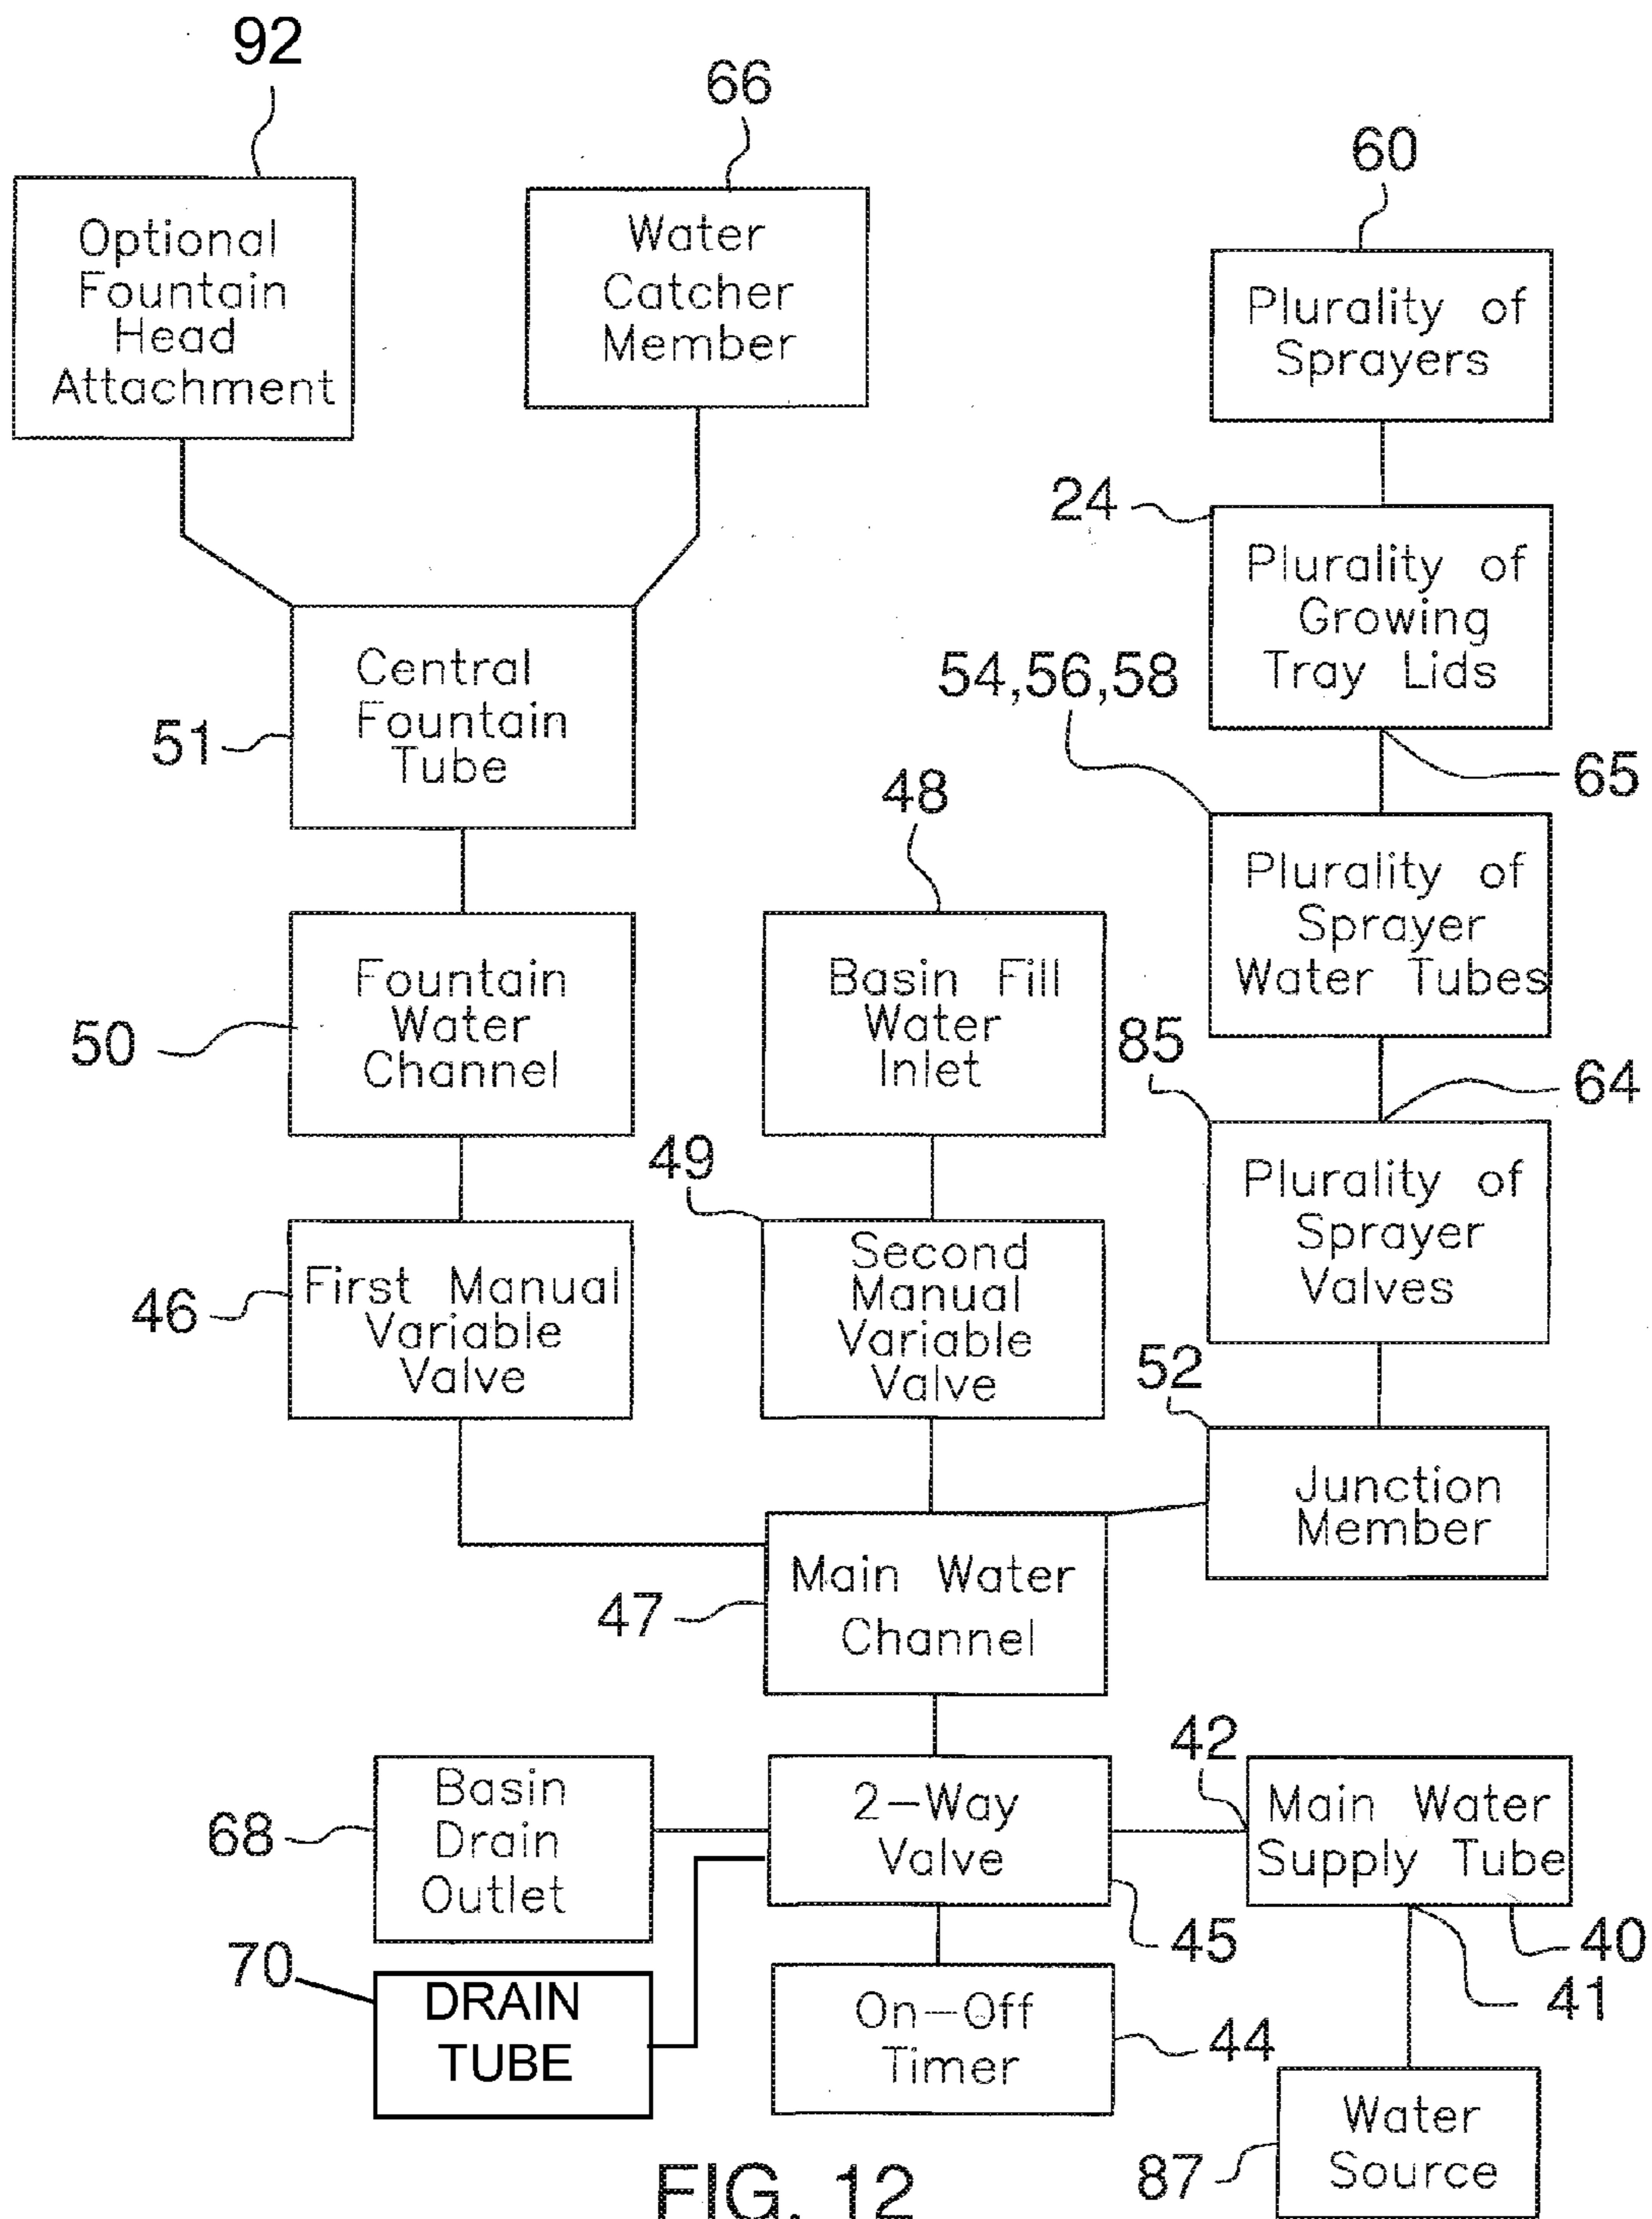 92
66
60
Optional
Fountain
Head
Attachment
Water
Catcher
Member
Plurality of
Sprayers
24
Plurality of
Growing
Tray Lids
54,56,58
65
Central
Fountain
Tube
51
48
Plurality of
Sprayer
Water Tubes
Fountain
Water
Channel
50
Basin Fill
Water
Inlet
85
64
49
Plurality of
Sprayer
Valves
First Manual
Variable
Valve
46
Second
Manual
Variable
Valve
52
Junction
Member
Main Water
Channel
47
42
Basin
Drain
Outlet
68
2-Way
Valve
Main Water
Supply Tube
45
40
41
70
DRAIN
TUBE
On-Off
Timer
44
Water
Source
87
FIG. 12